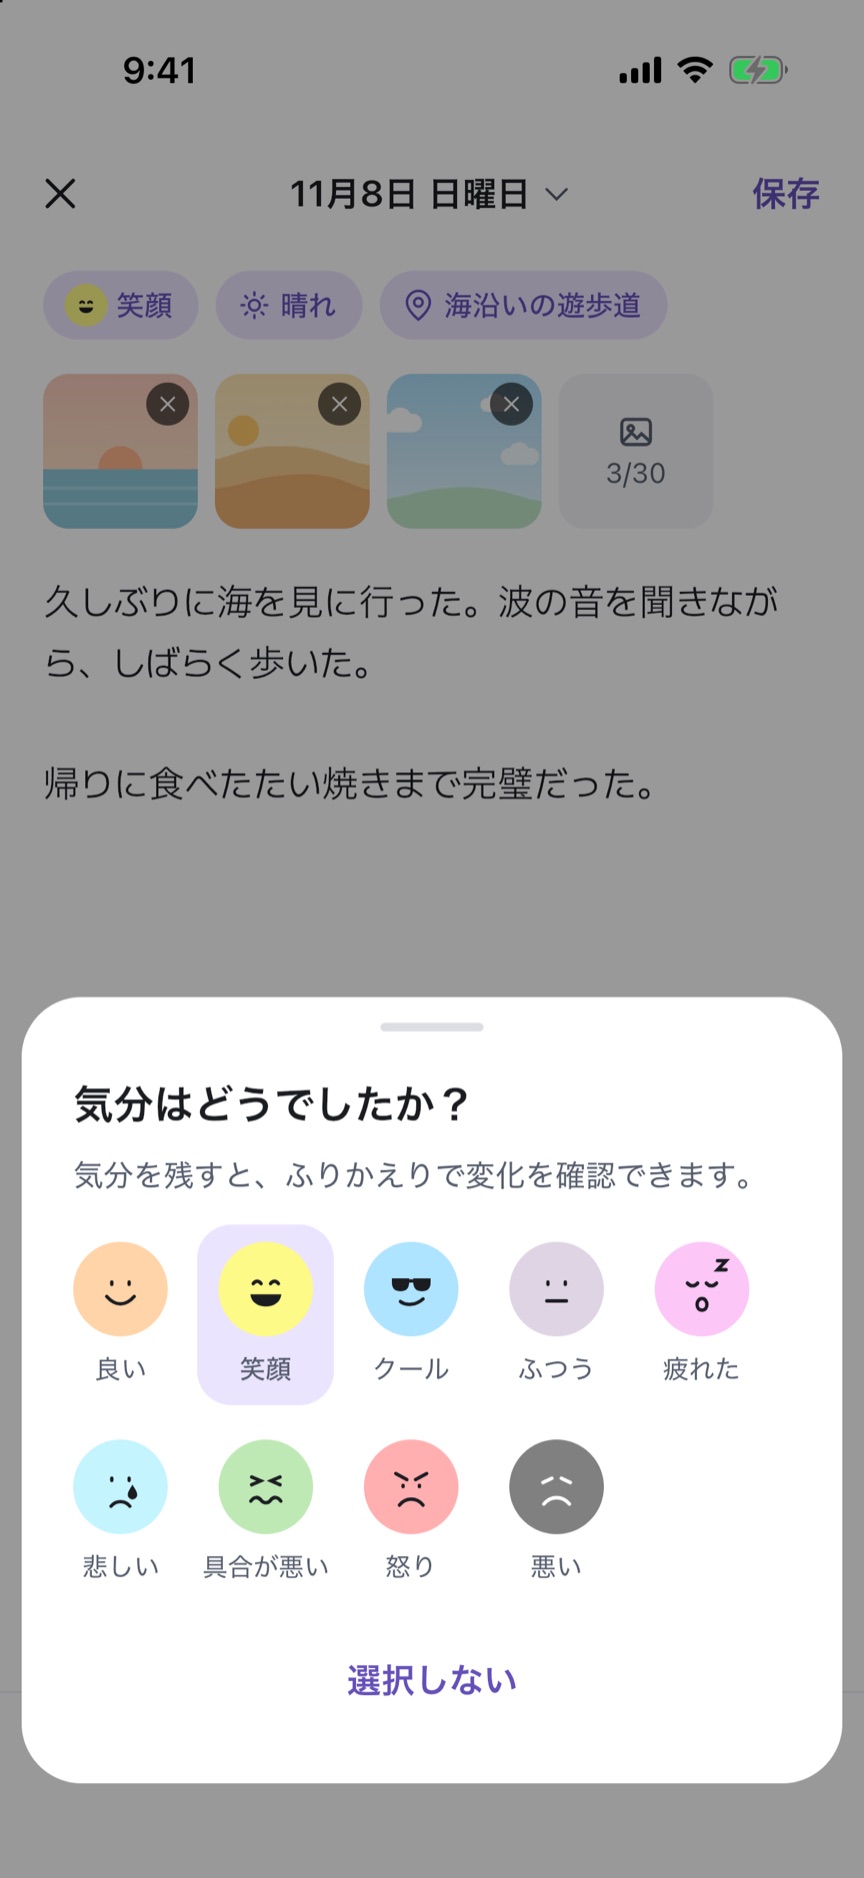 9:41
11月8日 日曜日
保存
笑顔
晴れ
海沿いの遊歩道
3/30
久しぶりに海を見に行った。波の音を聞きなが
ら、しばらく歩いた。
帰りに食べたたい焼きまで完璧だった。
気分はどうでしたか？
気分を残すと、ふりかえりで変化を確認できます。
良い
笑顔
クール
ふつう
疲れた
悲しい
具合が悪い
怒り
悪い
選択しない